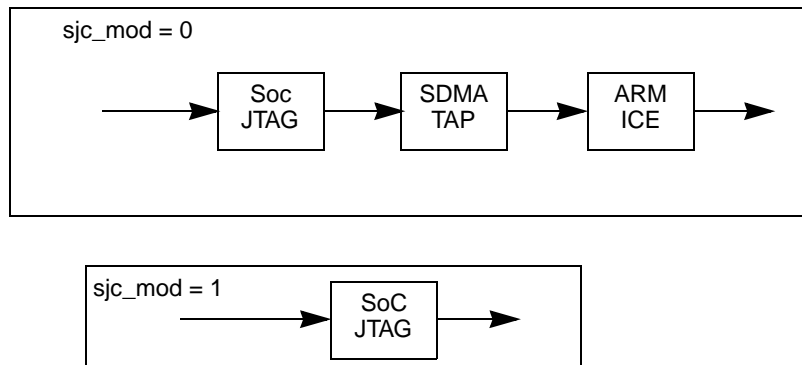 sjc_mod = 0
Soc
JTAG
SDMA
TAP
ARM
ICE
sjc_mod = 1
SoC
JTAG